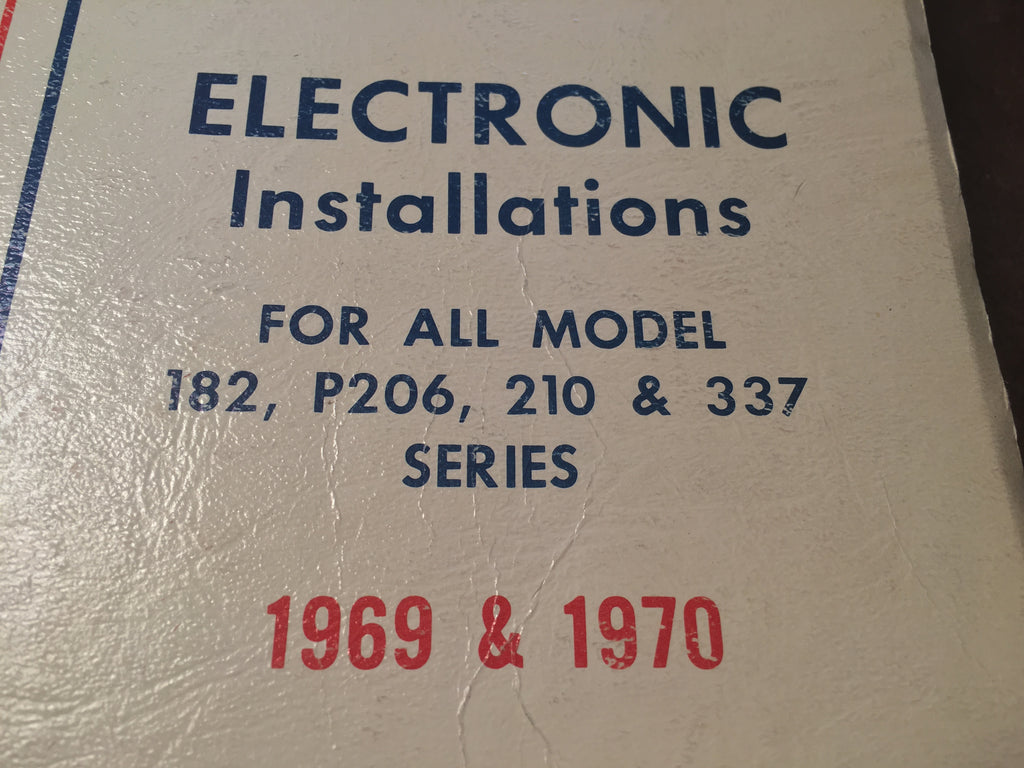 ELECTRONIC
Installations
FOR ALL MODEL
182, P206, 210 & 337
SERIES
1969 & 1970